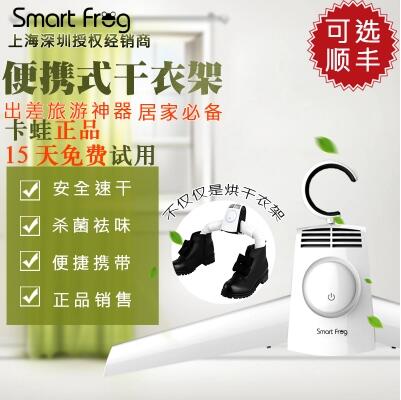 Smart Frog
上海深圳授权经销商
可选
顺丰
便携式干衣架
出差旅游神器 居家必备
卡蛙正品
15天免费试用
安全速干
杀菌祛味
便捷携带
正品销售
不仅仅是烘干衣架
Smart Frog